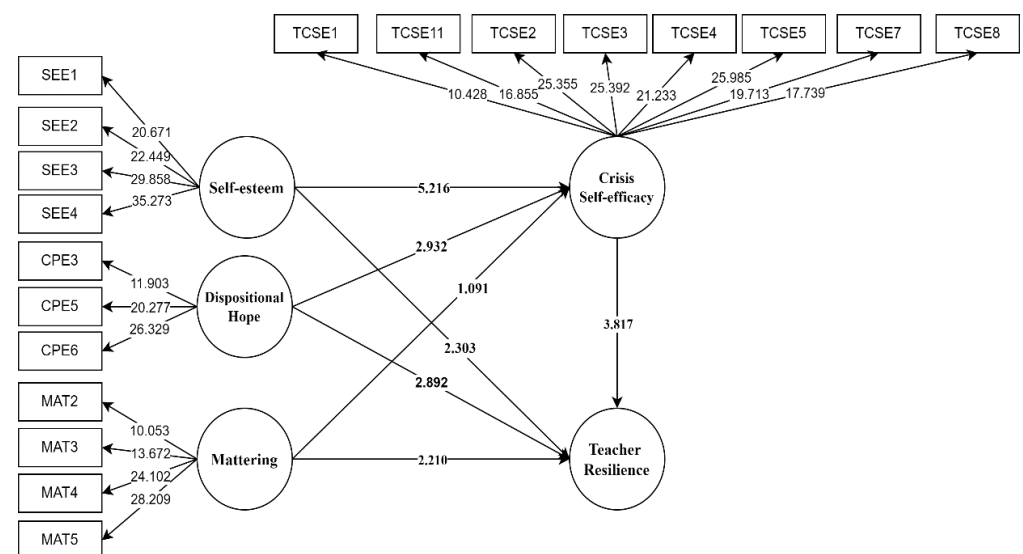 TCSE1 TCSE11 TCSE2 TCSE3 TCSE4 TCSE5 TCSE7 TCSE8
10.428 16.855 25.355 25.392 21.233 25.985 19.713 17.739
SEE1
SEE2
SEE3
SEE4
20.671
22.449
29.858
35.273
Self-esteem
5.216
Crisis
Self-efficacy
2.932
CPE3
CPE5
CPE6
11.903
20.277
26.329
Dispositional
Hope
1.091
3.817
2.303
2.892
MAT2
MAT3
MAT4
MAT5
10.053
13.672
24.102
28.209
Mattering
2.210
Teacher
Resilience